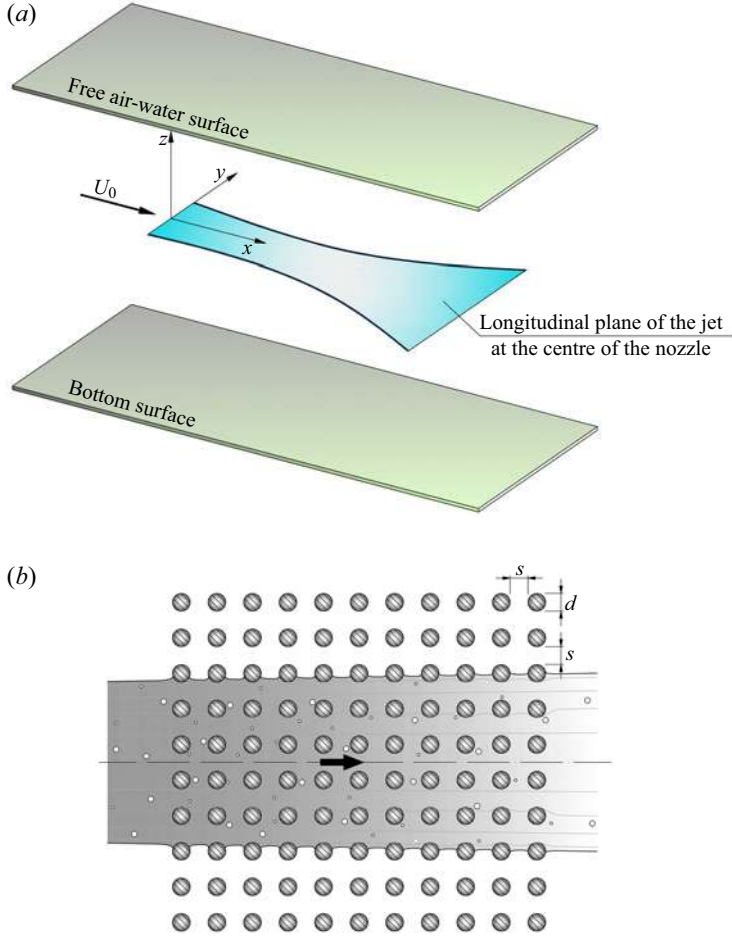 (a)
Free air-water surface
z
y
U0
x
Longitudinal plane of the jet
at the centre of the nozzle
Bottom surface
(b)
s
d
s